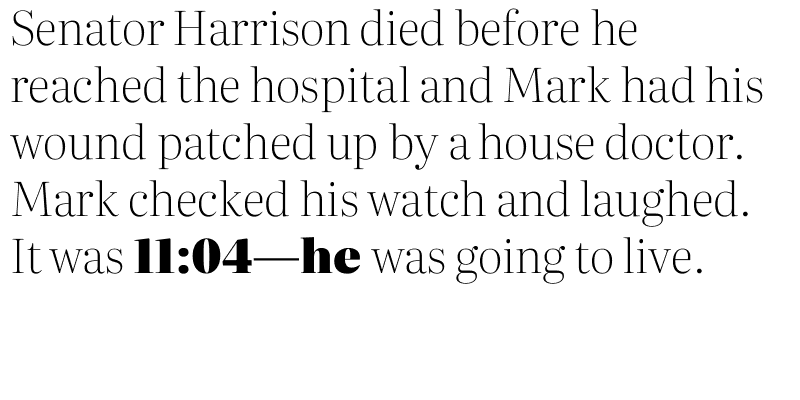 Senator Harrison died before he
reached the hospital and Mark had his
wound patched up by a house doctor.
Mark checked his watch and laughed.
It was 11:04—he was going to live.